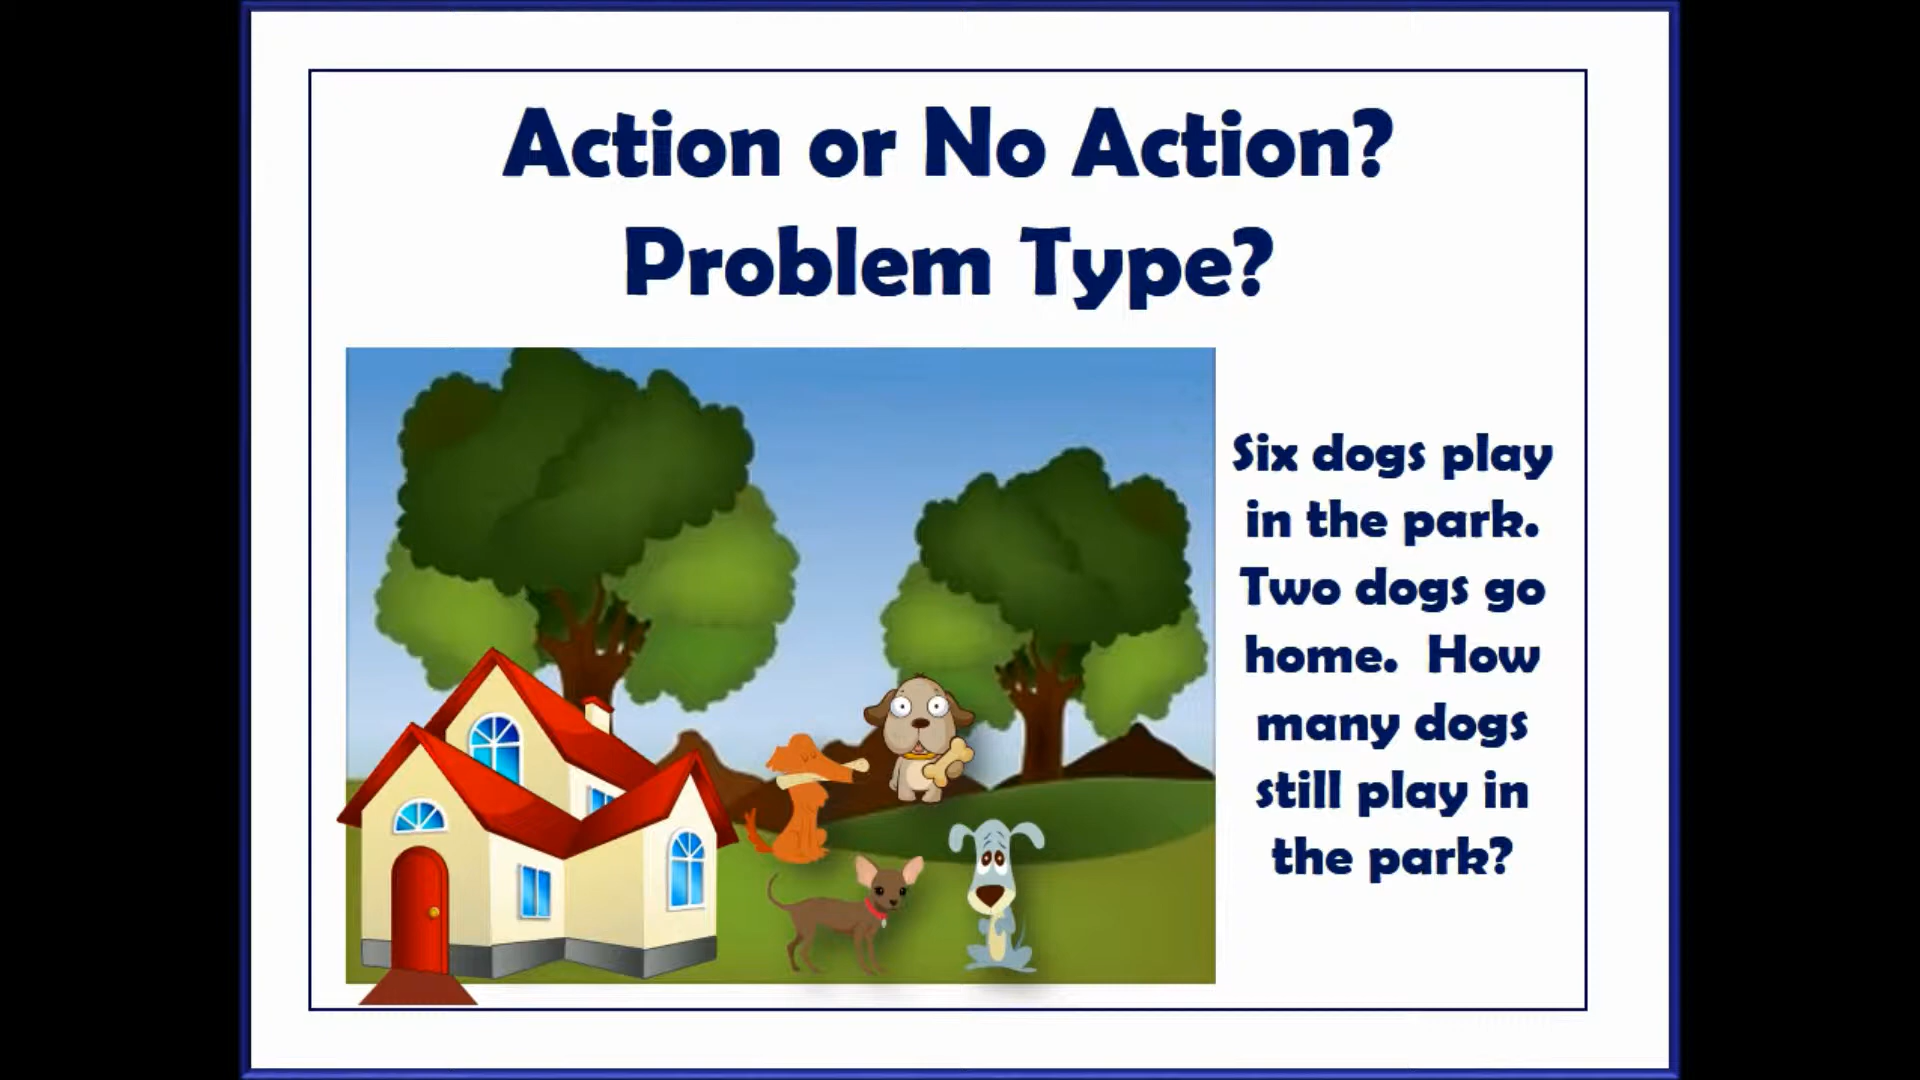 Action or No Action?
Problem Type?
Six dogs play
in the park.
Two dogs go
home.  How
many dogs
still play in
the park?